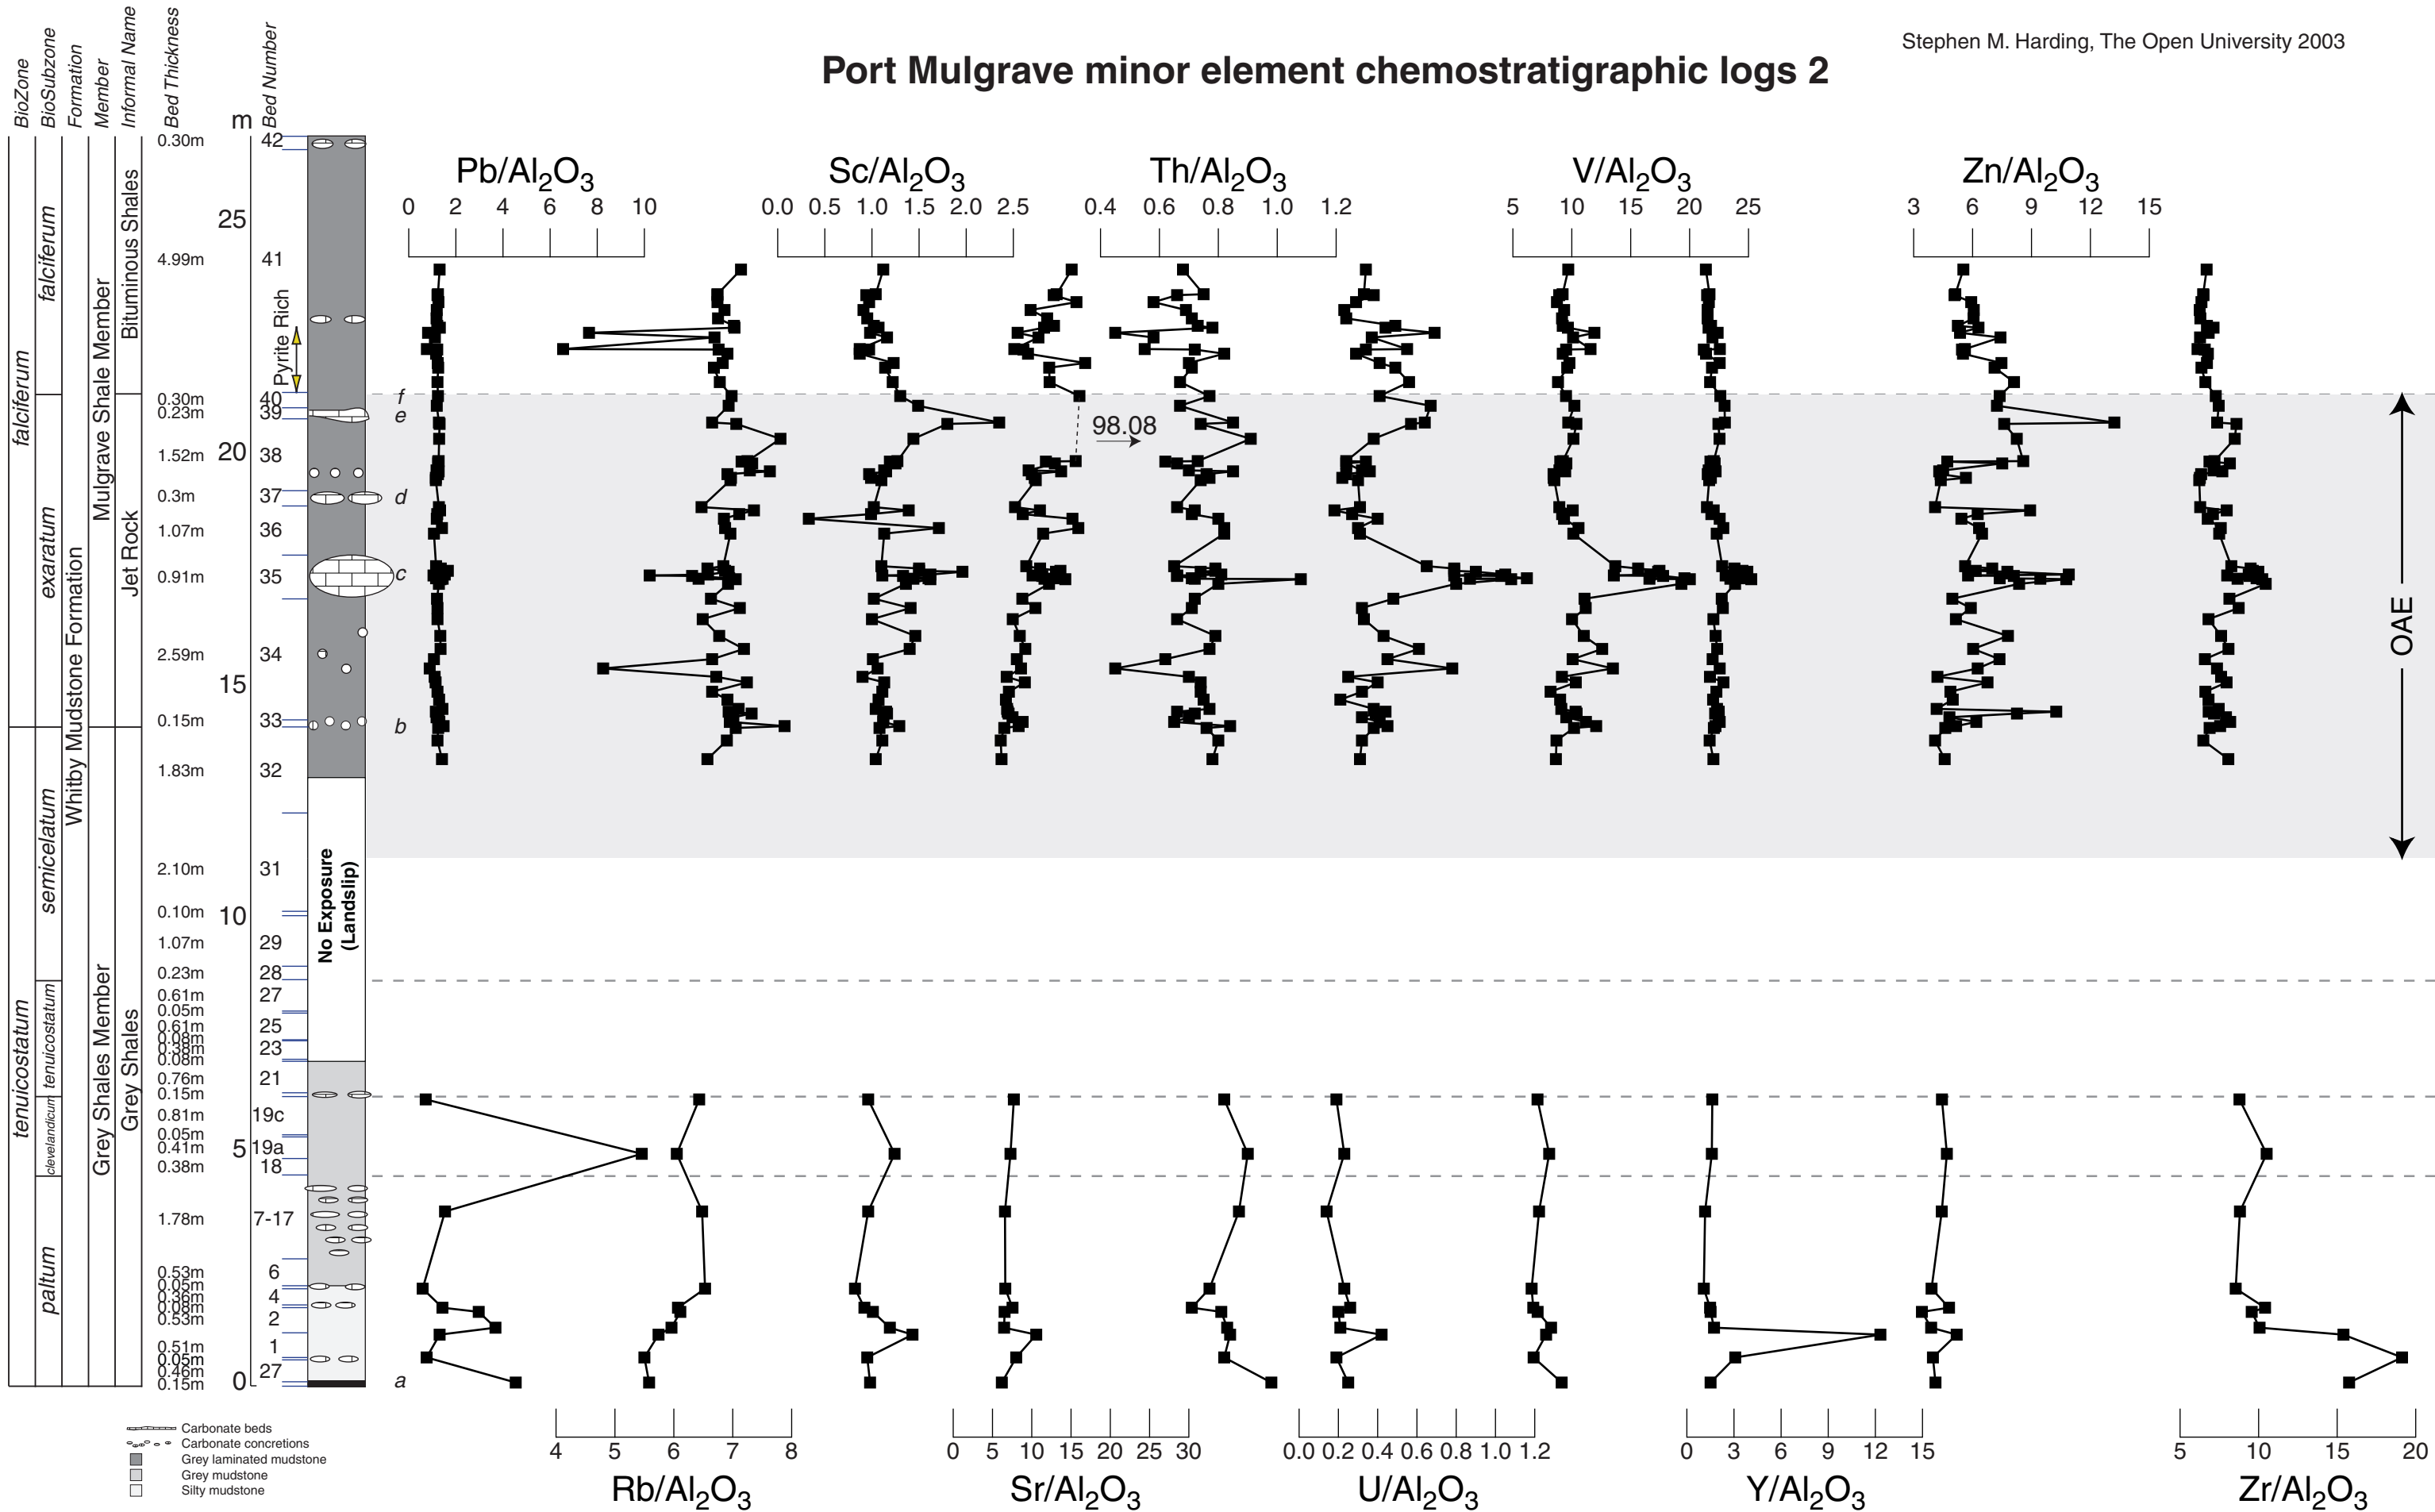 Stephen M. Harding, The Open University 2003
Port Mulgrave minor element chemostratigraphic logs 2
BioZone
BioSubzone
Formation
Member
Informal Name
Bed Thickness
m
Bed Number
falciferum
tenuicostatum
falciferum
exaratum
semicelatum
tenuicostatum
clevelandicum
paltum
Whitby Mudstone Formation
Mulgrave Shale Member
Grey Shales Member
Bituminous Shales
Jet Rock
Grey Shales
0.30m
4.99m
0.30m
0.23m
1.52m
0.3m
1.07m
0.91m
2.59m
0.15m
1.83m
2.10m
0.10m
1.07m
0.23m
0.61m
0.05m
0.61m
0.08m
0.38m
0.08m
0.76m
0.15m
0.81m
0.05m
0.41m
0.38m
1.78m
0.53m
0.05m
0.36m
0.08m
0.53m
0.51m
0.05m
0.46m
0.15m
25
20
15
10
5
0
42
41
40
39
38
37
36
35
34
33
32
31
29
28
27
25
23
21
19c
19a
18
7-17
6
4
2
1
27
Pyrite Rich
No Exposure
(Landslip)
f
e
d
c
b
a
Pb/Al2O3
0 2 4 6 8 10
Sc/Al2O3
0.0 0.5 1.0 1.5 2.0 2.5
Th/Al2O3
0.4 0.6 0.8 1.0 1.2
V/Al2O3
5 10 15 20 25
Zn/Al2O3
3 6 9 12 15
98.08
OAE
4 5 6 7 8
Rb/Al2O3
0 5 10 15 20 25 30
Sr/Al2O3
0.0 0.2 0.4 0.6 0.8 1.0 1.2
U/Al2O3
0 3 6 9 12 15
Y/Al2O3
5 10 15 20
Zr/Al2O3
Carbonate beds
Carbonate concretions
Grey laminated mudstone
Grey mudstone
Silty mudstone